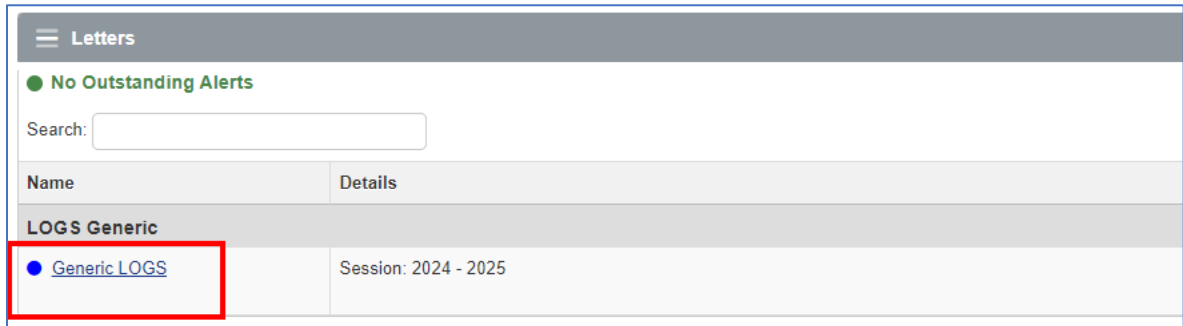 Letters
No Outstanding Alerts
Search:
Name Details
LOGS Generic
Generic LOGS Session: 2024 - 2025